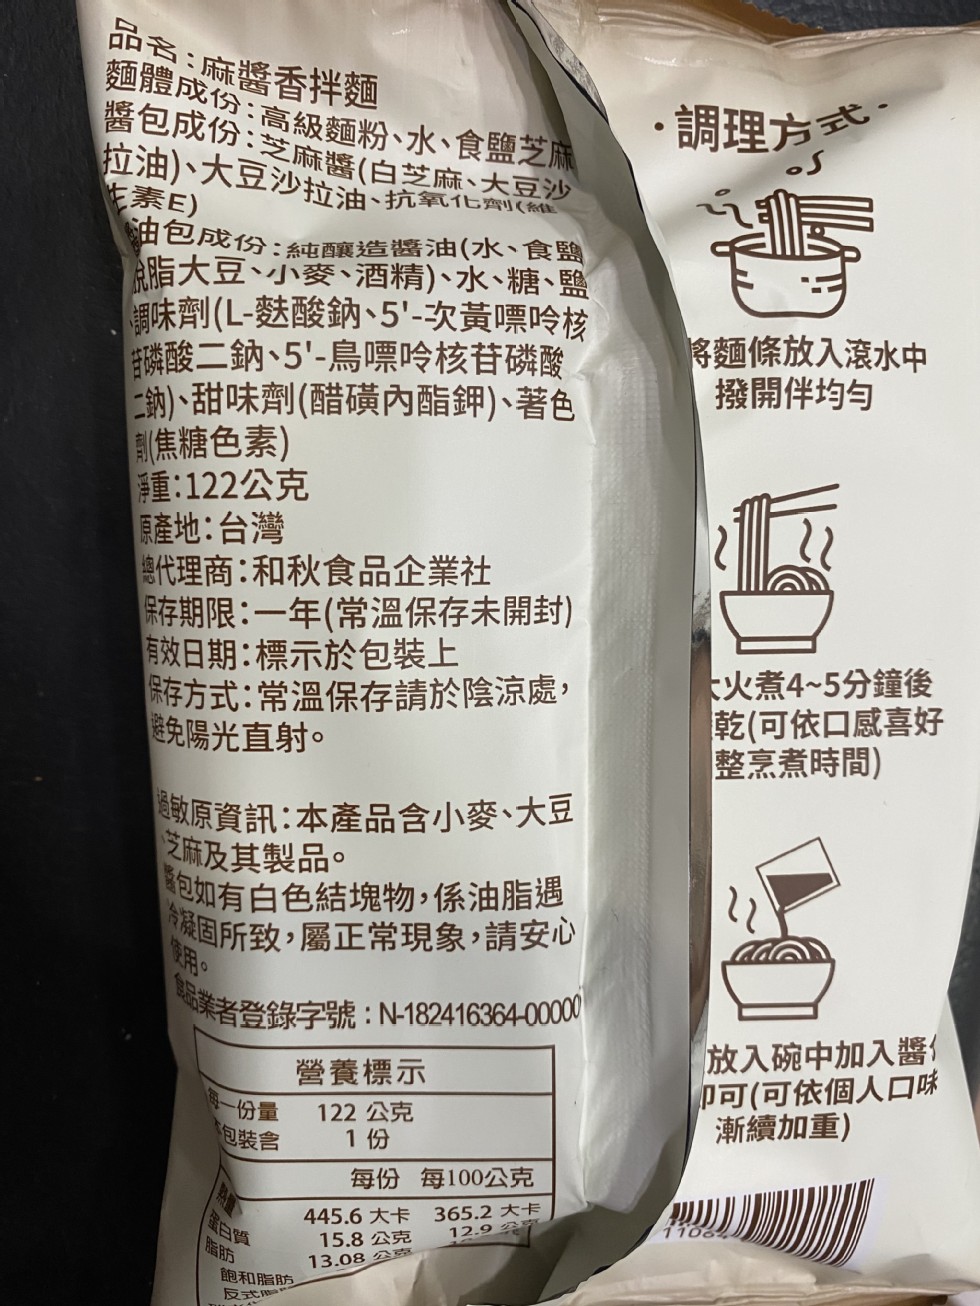 品名:麻醬香拌麵
麵體成份:高級麵粉、水、食鹽芝麻
醬包成份:芝麻醬(白芝麻、大豆沙
拉油)、大豆沙拉油、抗氧化劑(維
生素E)
油包成份:純釀造醬油(水、食鹽
脫脂大豆、小麥、酒精)、水、糖、鹽
、調味劑(L-麩酸鈉、5'-次黃嘌呤核
苷磷酸二鈉、5'-鳥嘌呤核苷磷酸
二鈉)、甜味劑(醋磺內酯鉀)、著色
劑(焦糖色素)
淨重:122公克
原產地:台灣
總代理商:和秋食品企業社
保存期限:一年(常溫保存未開封)
有效日期:標示於包裝上
保存方式:常溫保存請於陰涼處,
避免陽光直射。
過敏原資訊:本產品含小麥、大豆
、芝麻及其製品。
醬包如有白色結塊物,係油脂遇
冷凝固所致,屬正常現象,請安心
使用。
食品業者登錄字號:N-182416364-00000
營養標示
每一份量 122 公克
本包裝含 1 份
每份 每100公克
熱量 445.6 大卡 365.2 大卡
蛋白質 15.8 公克 12.9 公克
脂肪 13.08 公克
飽和脂肪
反式脂
·調理方式·
將麵條放入滾水中
撥開伴均勻
大火煮4~5分鐘後
乾(可依口感喜好
整烹煮時間)
放入碗中加入醬
即可(可依個人口味
漸續加重)